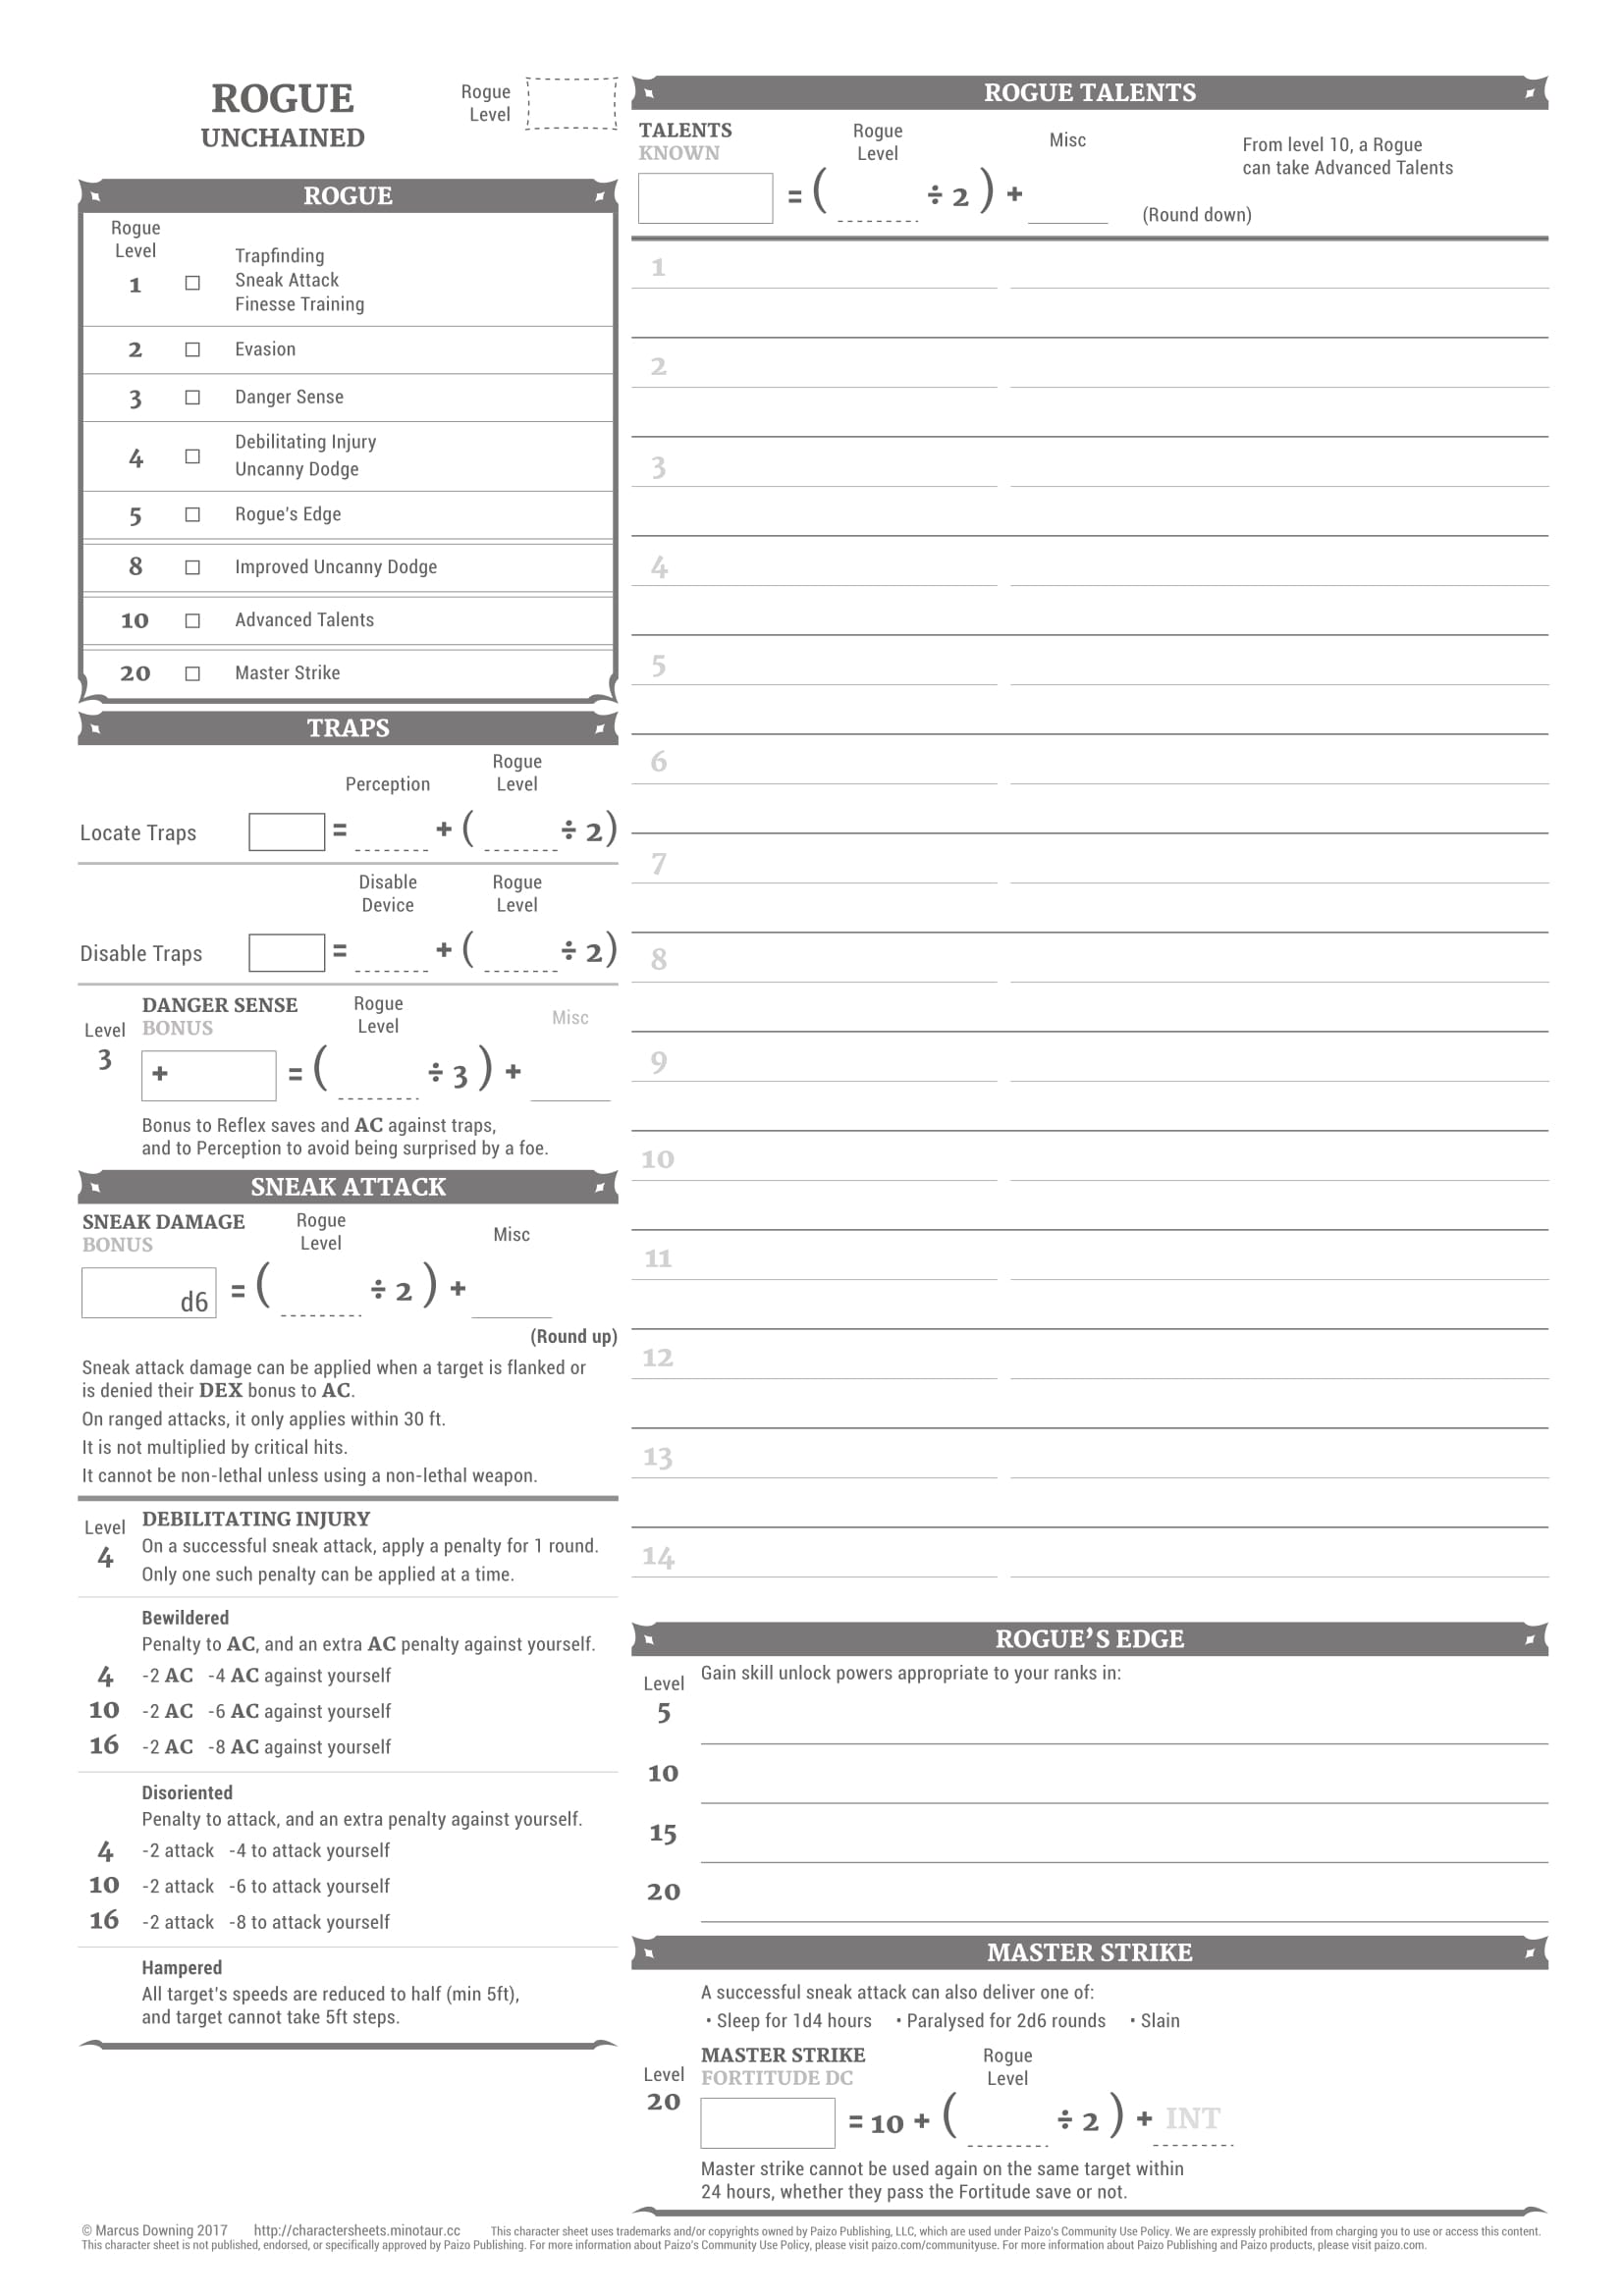 ROGUE
UNCHAINED
Rogue
Level
ROGUE
Rogue
Level
1 Trapfinding
Sneak Attack
Finesse Training
2 Evasion
3 Danger Sense
4 Debilitating Injury
Uncanny Dodge
5 Rogue's Edge
8 Improved Uncanny Dodge
10 Advanced Talents
20 Master Strike
TRAPS
Perception Rogue
Level
Locate Traps = + ( ÷ 2)
Disable
Device Rogue
Level
Disable Traps = + ( ÷ 2)
Level
3
DANGER SENSE
BONUS
Rogue
Level
Misc
+ = ( ÷ 3 ) +
Bonus to Reflex saves and AC against traps,
and to Perception to avoid being surprised by a foe.
SNEAK ATTACK
SNEAK DAMAGE
BONUS
Rogue
Level
Misc
d6 = ( ÷ 2 ) +
(Round up)
Sneak attack damage can be applied when a target is flanked or
is denied their DEX bonus to AC.
On ranged attacks, it only applies within 30 ft.
It is not multiplied by critical hits.
It cannot be non-lethal unless using a non-lethal weapon.
Level
4
DEBILITATING INJURY
On a successful sneak attack, apply a penalty for 1 round.
Only one such penalty can be applied at a time.
Bewildered
Penalty to AC, and an extra AC penalty against yourself.
4 -2 AC -4 AC against yourself
10 -2 AC -6 AC against yourself
16 -2 AC -8 AC against yourself
Disoriented
Penalty to attack, and an extra penalty against yourself.
4 -2 attack -4 to attack yourself
10 -2 attack -6 to attack yourself
16 -2 attack -8 to attack yourself
Hampered
All target's speeds are reduced to half (min 5ft),
and target cannot take 5ft steps.
ROGUE TALENTS
TALENTS
KNOWN
Rogue
Level
Misc
From level 10, a Rogue
can take Advanced Talents
= ( ÷ 2 ) + (Round down)
1
2
3
4
5
6
7
8
9
10
11
12
13
14
ROGUE'S EDGE
Level
5
Gain skill unlock powers appropriate to your ranks in:
10
15
20
MASTER STRIKE
A successful sneak attack can also deliver one of:
• Sleep for 1d4 hours • Paralysed for 2d6 rounds • Slain
Level
20
MASTER STRIKE
FORTITUDE DC
Rogue
Level
= 10 + ( ÷ 2 ) + INT
Master strike cannot be used again on the same target within
24 hours, whether they pass the Fortitude save or not.
© Marcus Downing 2017 http://charactersheets.minotaur.cc This character sheet uses trademarks and/or copyrights owned by Paizo Publishing, LLC, which are used under Paizo's Community Use Policy. We are expressly prohibited from charging you to use or access this content.
This character sheet is not published, endorsed, or specifically approved by Paizo Publishing. For more information about Paizo's Community Use Policy, please visit paizo.com/communityuse. For more information about Paizo Publishing and Paizo products, please visit paizo.com.